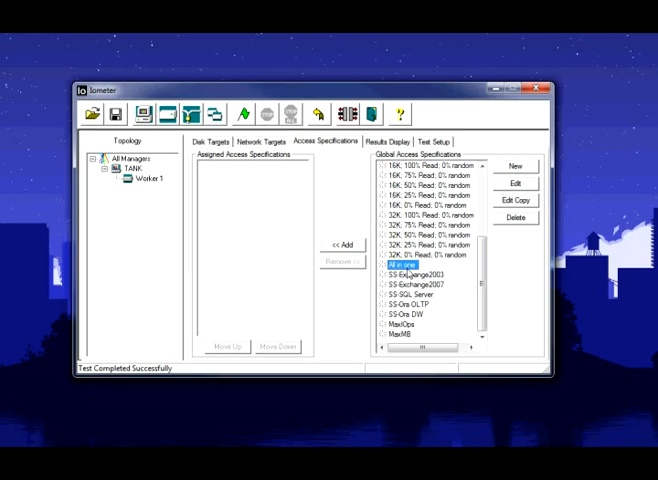 Iometer
Topology
All Managers
TANK
Worker 1
Disk Targets
Network Targets
Access Specifications
Results Display
Test Setup
Assigned Access Specifications
<< Add
Remove >>
Move Up
Move Down
Global Access Specifications
16K; 100% Read; 0% random
16K; 75% Read; 0% random
16K; 50% Read; 0% random
16K; 25% Read; 0% random
16K; 0% Read; 0% random
32K; 100% Read; 0% random
32K; 75% Read; 0% random
32K; 50% Read; 0% random
32K; 25% Read; 0% random
32K; 0% Read; 0% random
All in one
SS-Exchange2003
SS-Exchange2007
SS-SQL Server
SS-Ora OLTP
SS-Ora DW
MaxIOps
MaxMB
New
Edit
Edit Copy
Delete
Test Completed Successfully